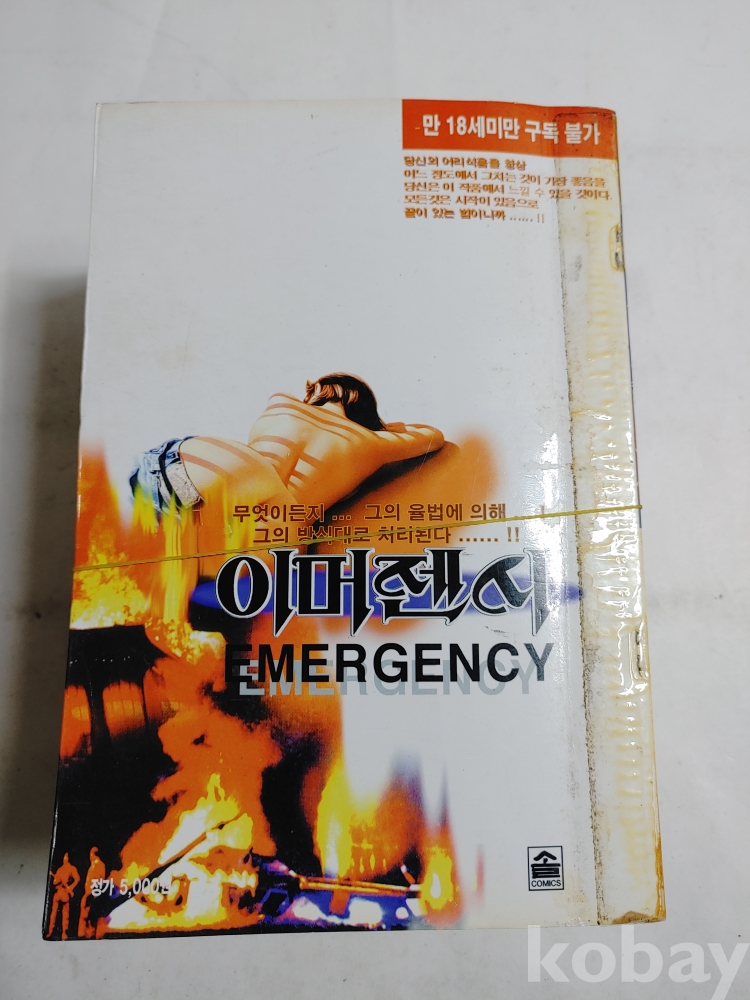 만 18세미만 구독 불가
당신의 어리석음을 항상
어느 정도에서 그치는 것이 가장 좋음을
당신은 이 작품에서 느낄 수 있을 것이다.
모든것은 시작이 있음으로
끝이 있는 법이니까 ......!!
무엇이든지 ... 그의 율법에 의해
그의 방식대로 처리된다 ...... !!
이머젠시
EMERGENCY
정가 5,000원
솔
COMICS
kobay